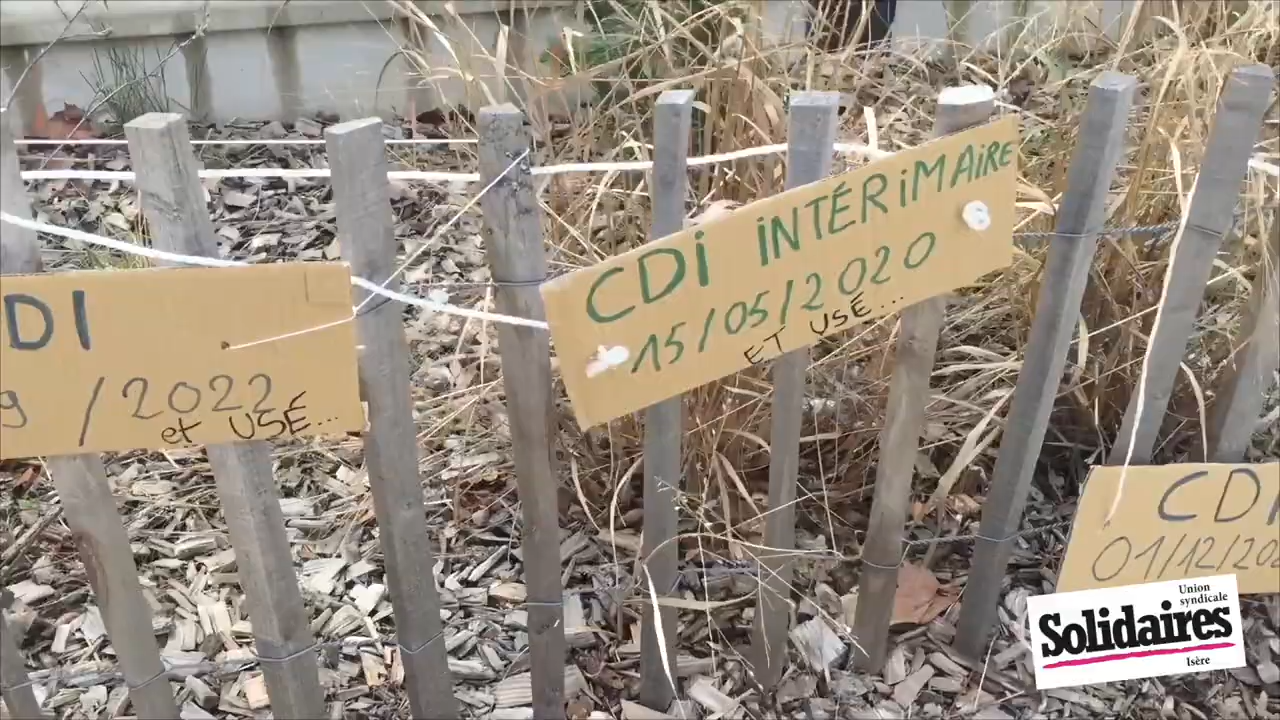 DI
9 / 2022
et USÉ...
CDi iNTÉRiMAiRE
15/05/2020
ET USÉ...
CDI
01/12/202
Union
syndicale
Solidaires
Isère